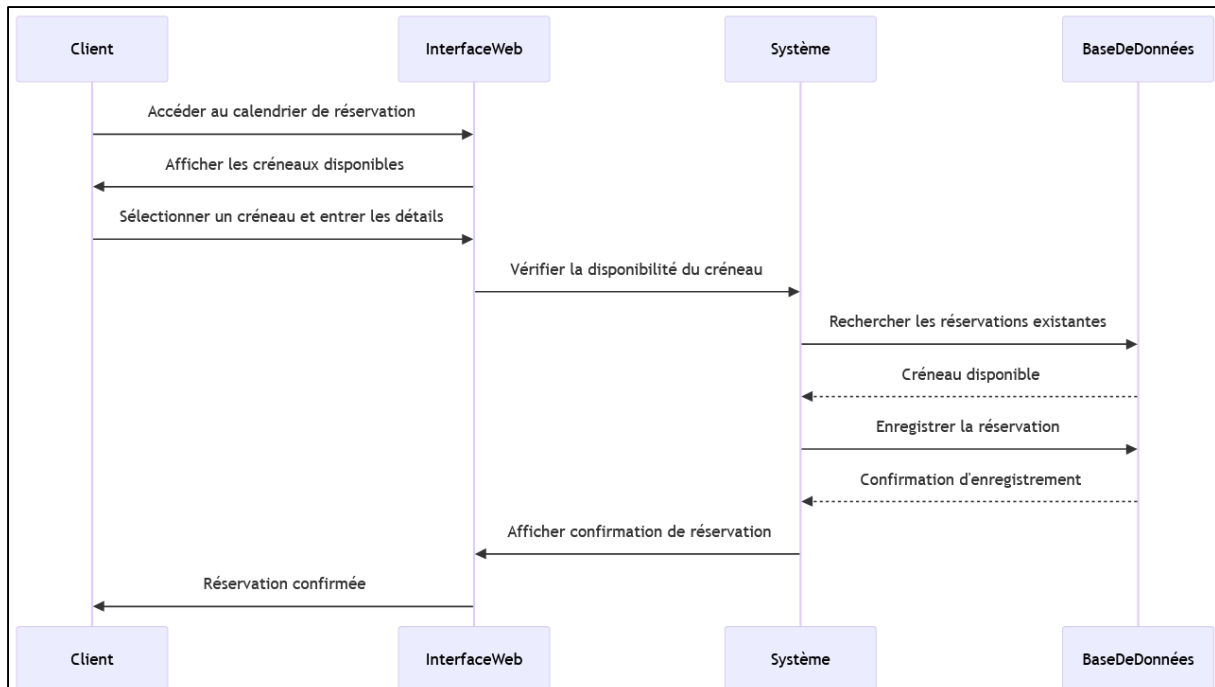 Client
InterfaceWeb
Système
BaseDeDonnées
Accéder au calendrier de réservation
Afficher les créneaux disponibles
Sélectionner un créneau et entrer les détails
Vérifier la disponibilité du créneau
Rechercher les réservations existantes
Créneau disponible
Enregistrer la réservation
Confirmation d'enregistrement
Afficher confirmation de réservation
Réservation confirmée
Client
InterfaceWeb
Système
BaseDeDonnées